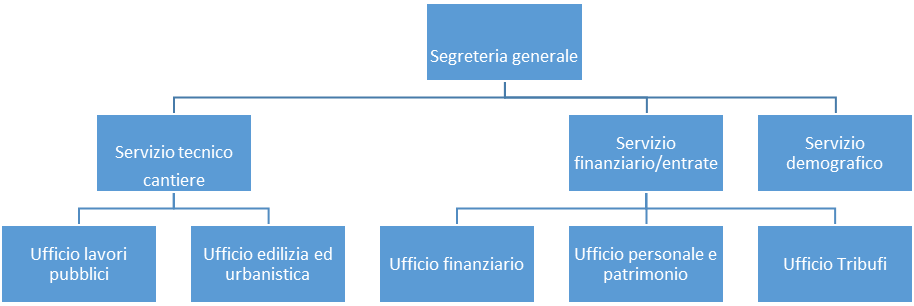 Segreteria generale
Servizio tecnico
cantiere
Servizio
finanziario/entrate
Servizio
demografico
Ufficio lavori
pubblici
Ufficio edilizia ed
urbanistica
Ufficio finanziario
Ufficio personale e
patrimonio
Ufficio Tribufi